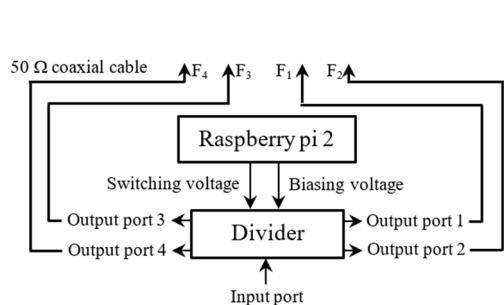 50 Ω coaxial cable F₄ F₃ F₁ F₂
Raspberry pi 2
Switching voltage Biasing voltage
Output port 3 Output port 1
Divider
Output port 4 Output port 2
Input port